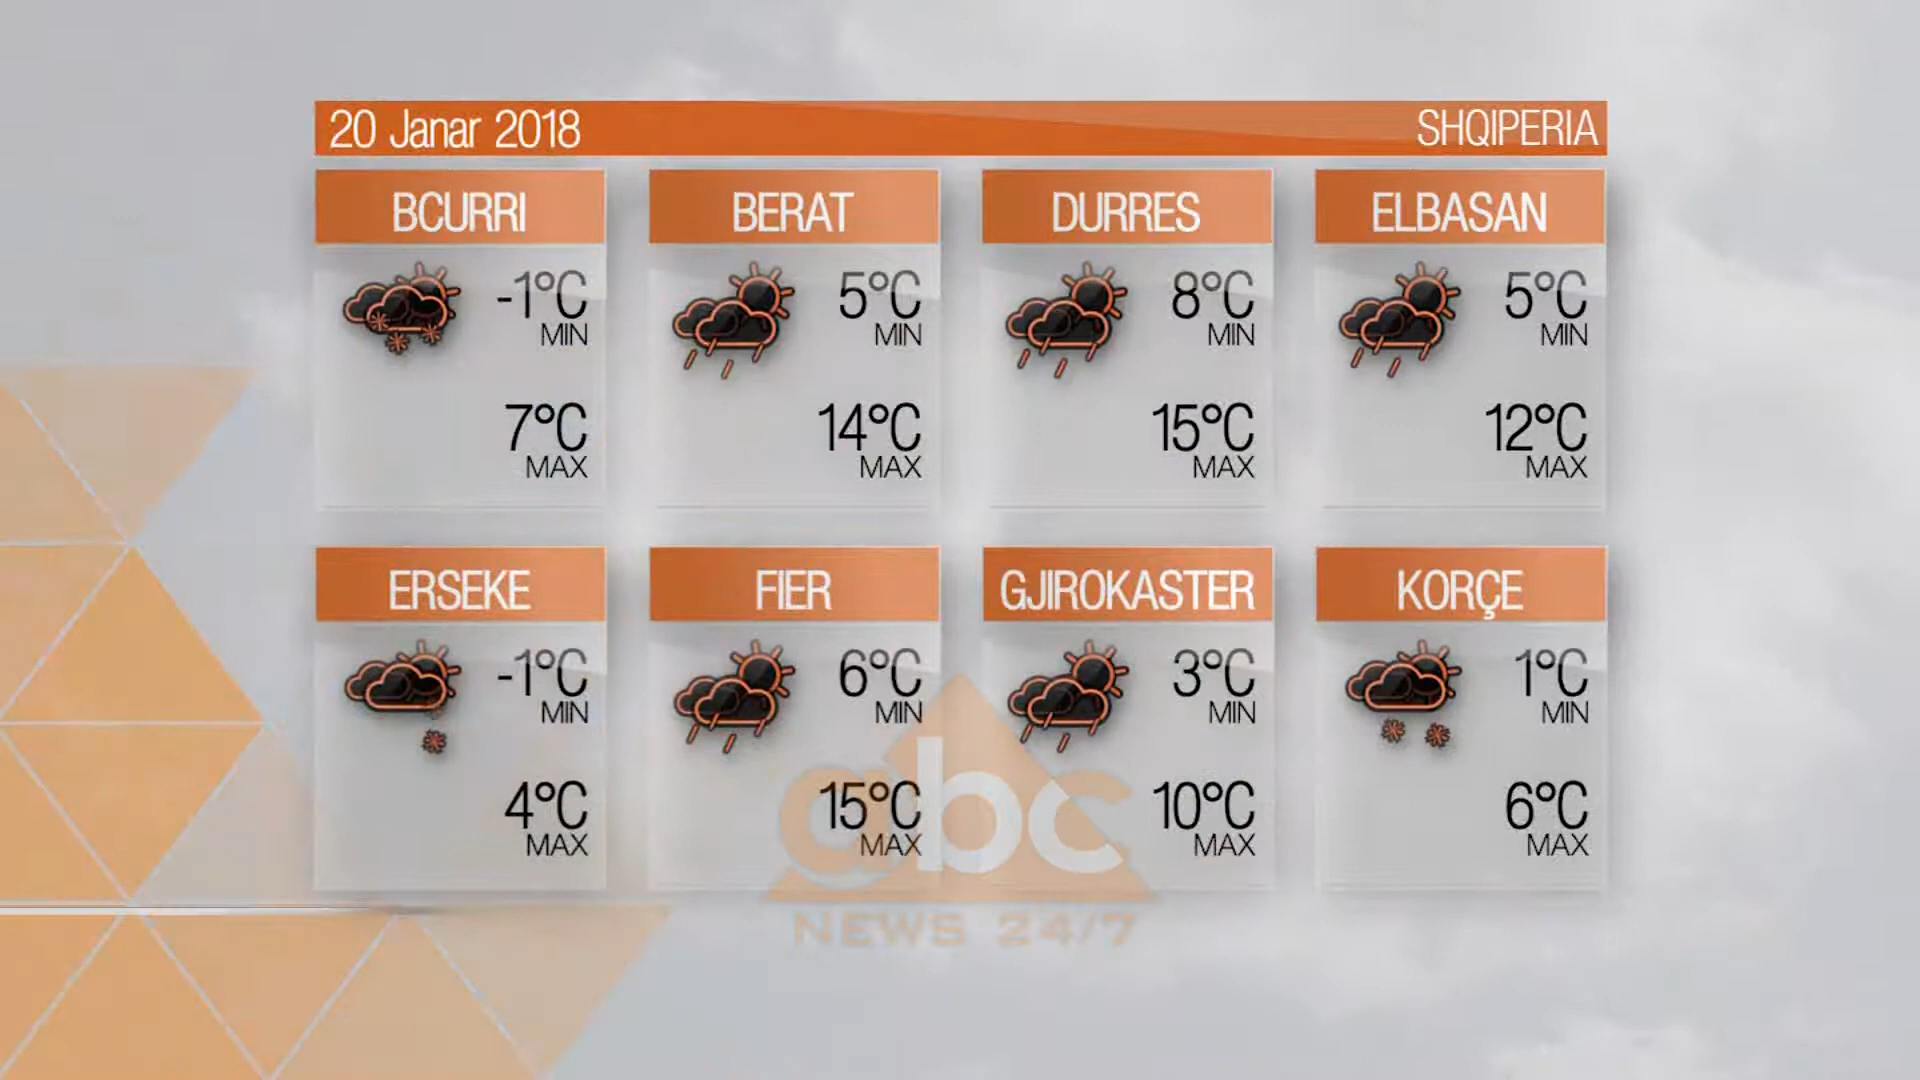 20 Janar 2018 SHQIPERIA
BCURRI
-1°C
MIN
7°C
MAX
BERAT
5°C
MIN
14°C
MAX
DURRES
8°C
MIN
15°C
MAX
ELBASAN
5°C
MIN
12°C
MAX
ERSEKE
-1°C
MIN
4°C
MAX
FIER
6°C
MIN
15°C
MAX
GJIROKASTER
3°C
MIN
10°C
MAX
KORÇE
1°C
MIN
6°C
MAX
abc
NEWS 24/7